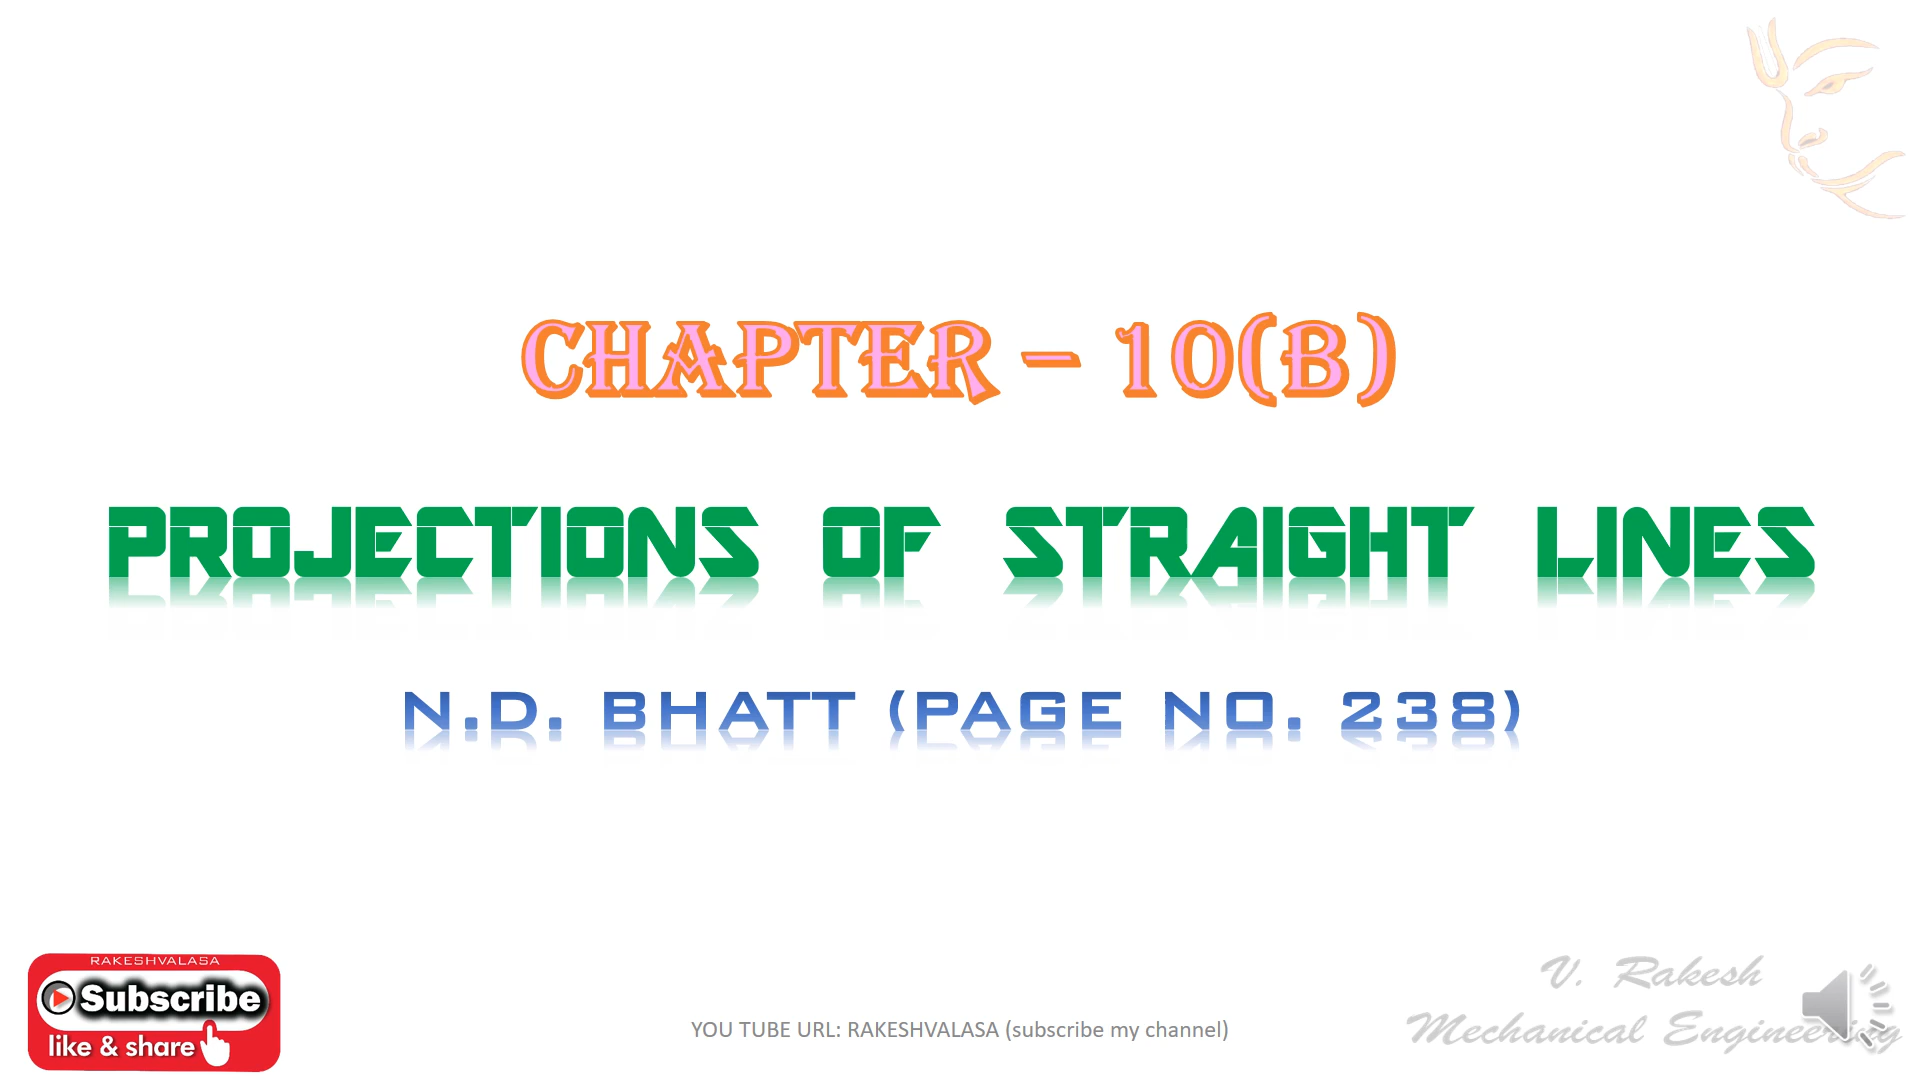 CHAPTER – 10(B)
PROJECTIONS OF STRAIGHT LINES
N.D. BHATT (PAGE NO. 238)
RAKESHVALASA
Subscribe
like & share
YOU TUBE URL: RAKESHVALASA (subscribe my channel)
V. Rakesh
Mechanical Engineering